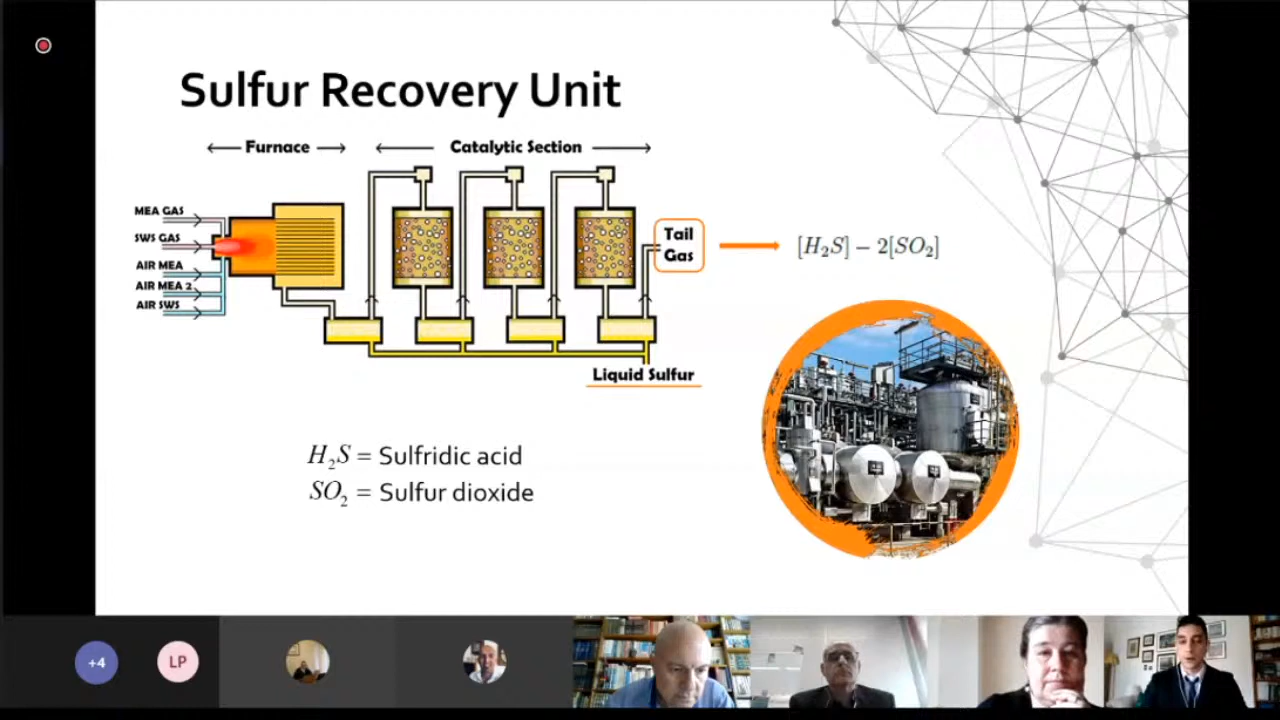 Sulfur Recovery Unit
Furnace
Catalytic Section
MEA GAS
SWS GAS
AIR MEA
AIR MEA 2
AIR SWS
Tail
Gas
[H₂S] – 2[SO₂]
Liquid Sulfur
H₂S = Sulfridic acid
SO₂ = Sulfur dioxide
+4
LP